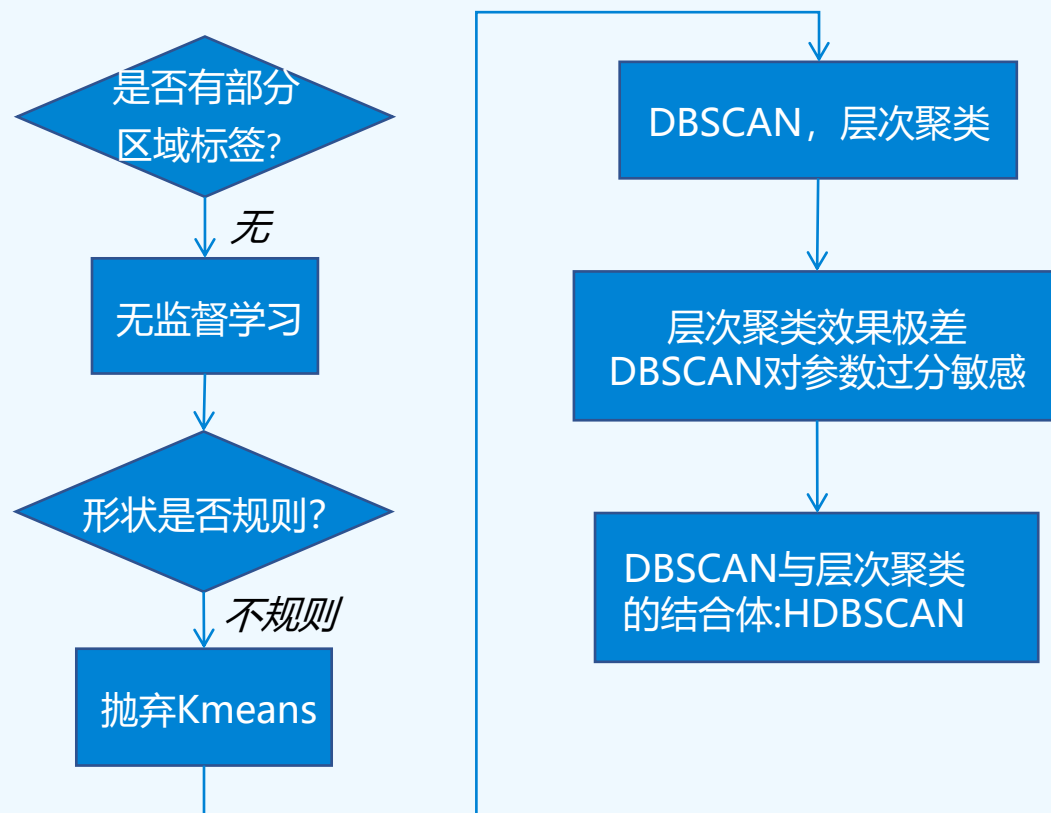 是否有部分
区域标签?
无
无监督学习
形状是否规则?
不规则
抛弃Kmeans
DBSCAN，层次聚类
层次聚类效果极差
DBSCAN对参数过分敏感
DBSCAN与层次聚类
的结合体:HDBSCAN